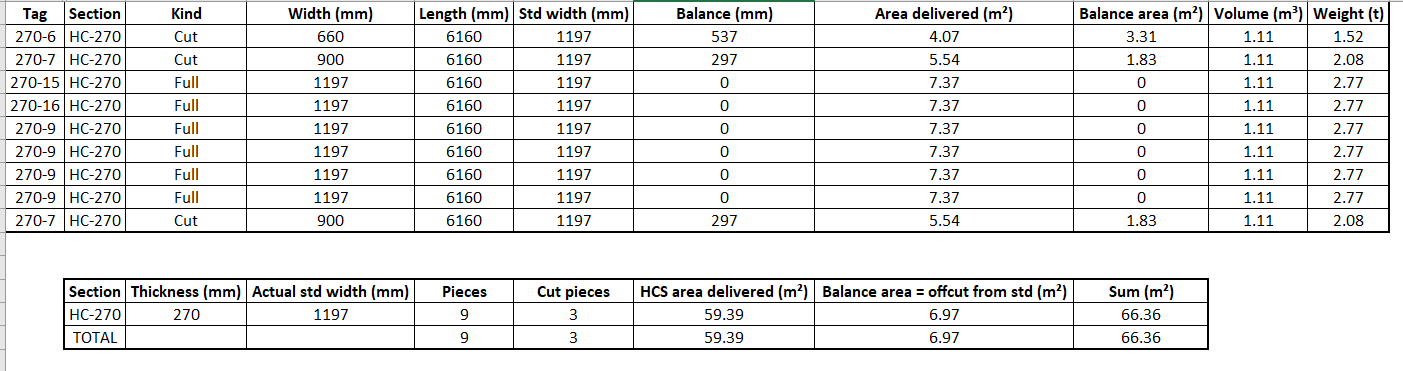 Tag Section Kind Width (mm) Length (mm) Std width (mm) Balance (mm) Area delivered (m²) Balance area (m²) Volume (m³) Weight (t)
270-6 HC-270 Cut 660 6160 1197 537 4.07 3.31 1.11 1.52
270-7 HC-270 Cut 900 6160 1197 297 5.54 1.83 1.11 2.08
270-15 HC-270 Full 1197 6160 1197 0 7.37 0 1.11 2.77
270-16 HC-270 Full 1197 6160 1197 0 7.37 0 1.11 2.77
270-9 HC-270 Full 1197 6160 1197 0 7.37 0 1.11 2.77
270-9 HC-270 Full 1197 6160 1197 0 7.37 0 1.11 2.77
270-9 HC-270 Full 1197 6160 1197 0 7.37 0 1.11 2.77
270-9 HC-270 Full 1197 6160 1197 0 7.37 0 1.11 2.77
270-7 HC-270 Cut 900 6160 1197 297 5.54 1.83 1.11 2.08
Section Thickness (mm) Actual std width (mm) Pieces Cut pieces HCS area delivered (m²) Balance area = offcut from std (m²) Sum (m²)
HC-270 270 1197 9 3 59.39 6.97 66.36
TOTAL 9 3 59.39 6.97 66.36